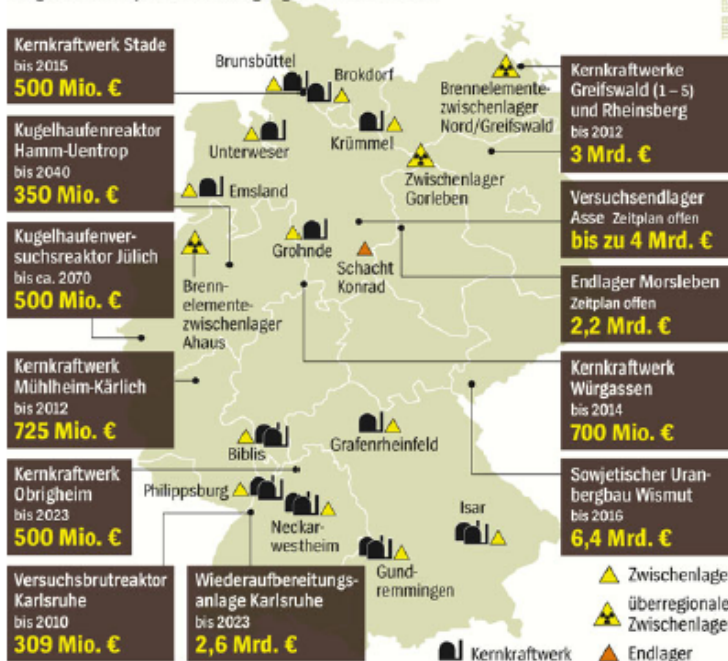 Kernkraftwerk Stade
bis 2015
500 Mio. €
Kugelhaufenreaktor
Hamm-Uentrop
bis 2040
350 Mio. €
Kugelhaufenver-
suchsreaktor Jülich
bis ca. 2070
500 Mio. €
Kernkraftwerk
Mühlheim-Kärlich
bis 2012
725 Mio. €
Kernkraftwerk
Obrigheim
bis 2023
500 Mio. €
Versuchsbrutreaktor
Karlsruhe
bis 2010
309 Mio. €
Wiederaufbereitungs-
anlage Karlsruhe
bis 2023
2,6 Mrd. €
Brunsbüttel
Brokdorf
Unterweser
Krümmel
Brennelemente-
zwischenlager
Nord/Greifswald
Zwischenlager
Gorleben
Emsland
Grohnde
Schacht
Konrad
Brenn-
elemente-
zwischenlager
Ahaus
Grafenrheinfeld
Biblis
Philippsburg
Neckar-
westheim
Isar
Gund-
remmingen
Kernkraftwerke
Greifswald (1–5)
und Rheinsberg
bis 2012
3 Mrd. €
Versuchsendlager
Asse Zeitplan offen
bis zu 4 Mrd. €
Endlager Morsleben
Zeitplan offen
2,2 Mrd. €
Kernkraftwerk
Würgassen
bis 2014
700 Mio. €
Sowjetischer Uran-
bergbau Wismut
bis 2016
6,4 Mrd. €
Zwischenlage
überregionale
Zwischenlage
Kernkraftwerk
Endlager